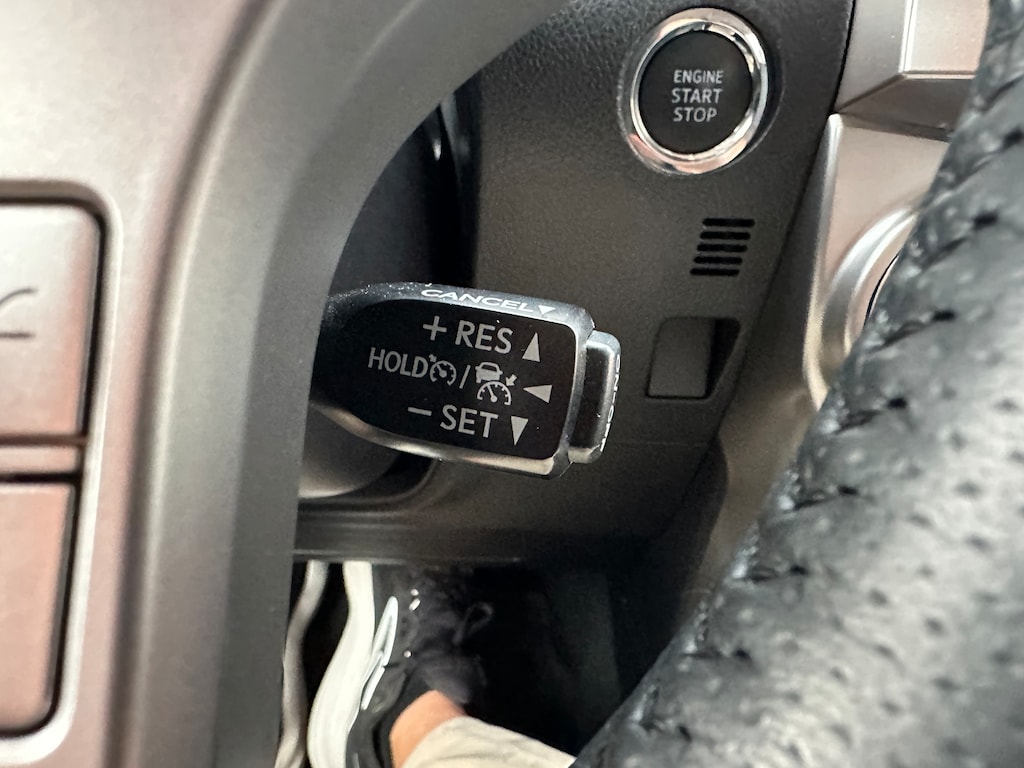 ENGINE
START
STOP
CANCEL▼
+ RES ▲
HOLD / ◀
− SET ▼